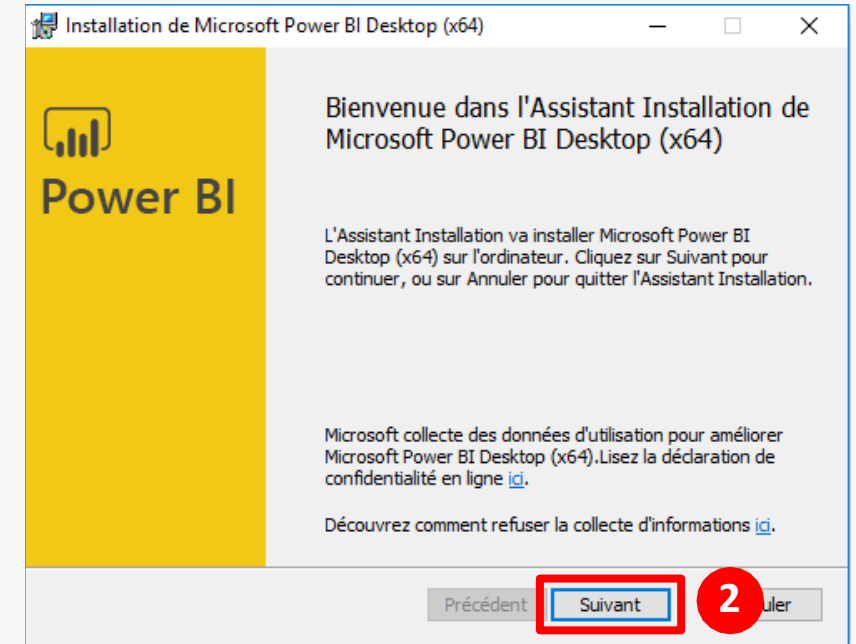 Installation de Microsoft Power BI Desktop (x64)
Power BI
Bienvenue dans l'Assistant Installation de
Microsoft Power BI Desktop (x64)
L'Assistant Installation va installer Microsoft Power BI
Desktop (x64) sur l'ordinateur. Cliquez sur Suivant pour
continuer, ou sur Annuler pour quitter l'Assistant Installation.
Microsoft collecte des données d'utilisation pour améliorer
Microsoft Power BI Desktop (x64).Lisez la déclaration de
confidentialité en ligne ici.
Découvrez comment refuser la collecte d'informations ici.
Précédent Suivant 2 uler